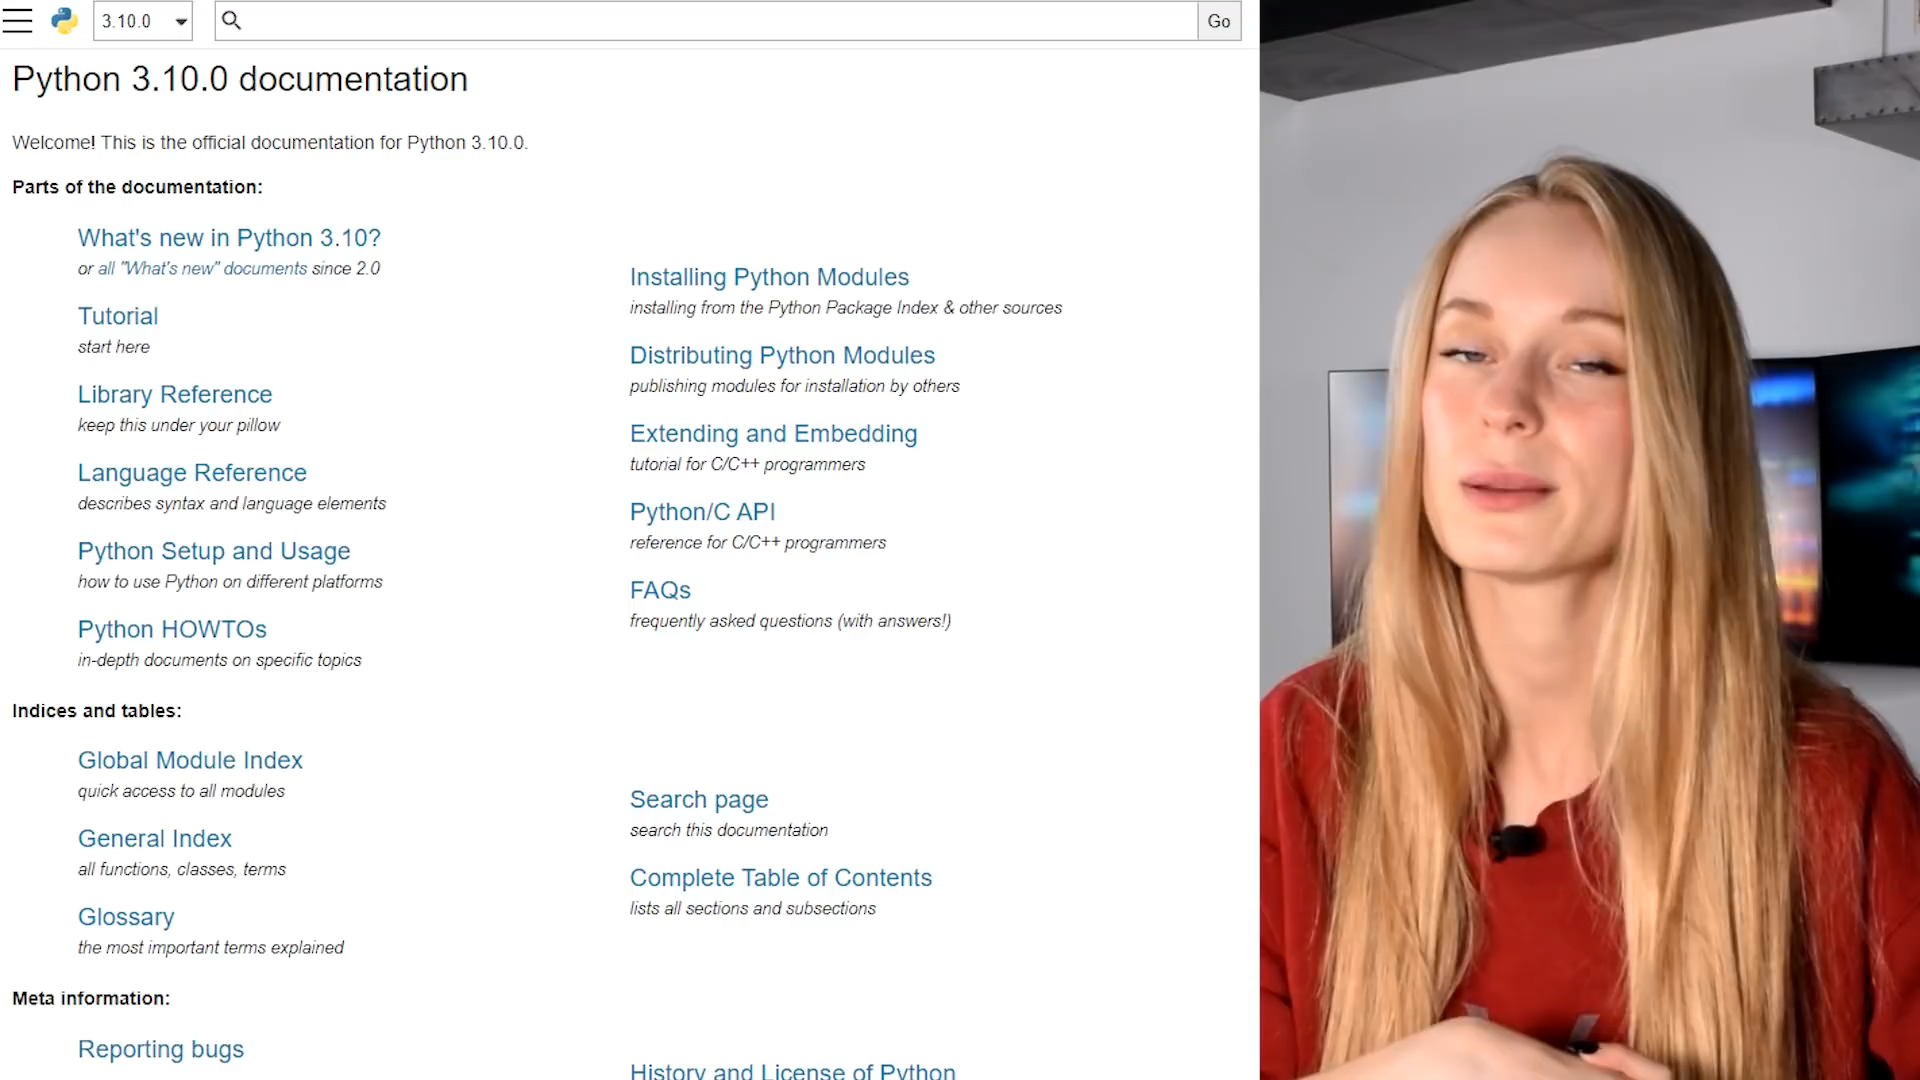 3.10.0
Go
Python 3.10.0 documentation
Welcome! This is the official documentation for Python 3.10.0.
Parts of the documentation:
What's new in Python 3.10?
or all "What's new" documents since 2.0
Tutorial
start here
Library Reference
keep this under your pillow
Language Reference
describes syntax and language elements
Python Setup and Usage
how to use Python on different platforms
Python HOWTOs
in-depth documents on specific topics
Installing Python Modules
installing from the Python Package Index & other sources
Distributing Python Modules
publishing modules for installation by others
Extending and Embedding
tutorial for C/C++ programmers
Python/C API
reference for C/C++ programmers
FAQs
frequently asked questions (with answers!)
Indices and tables:
Global Module Index
quick access to all modules
General Index
all functions, classes, terms
Glossary
the most important terms explained
Search page
search this documentation
Complete Table of Contents
lists all sections and subsections
Meta information:
Reporting bugs
History and License of Python